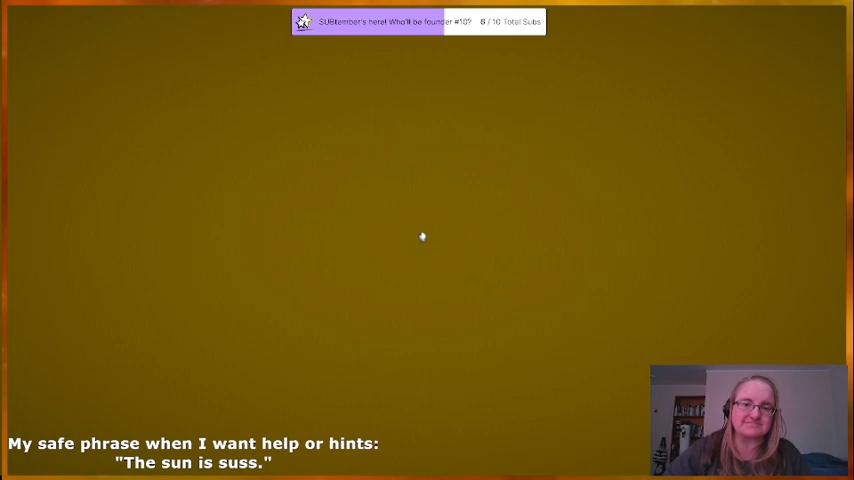 SUBtember's here! Who'll be founder #10? 6 / 10 Total Subs
My safe phrase when I want help or hints:
"The sun is suss."